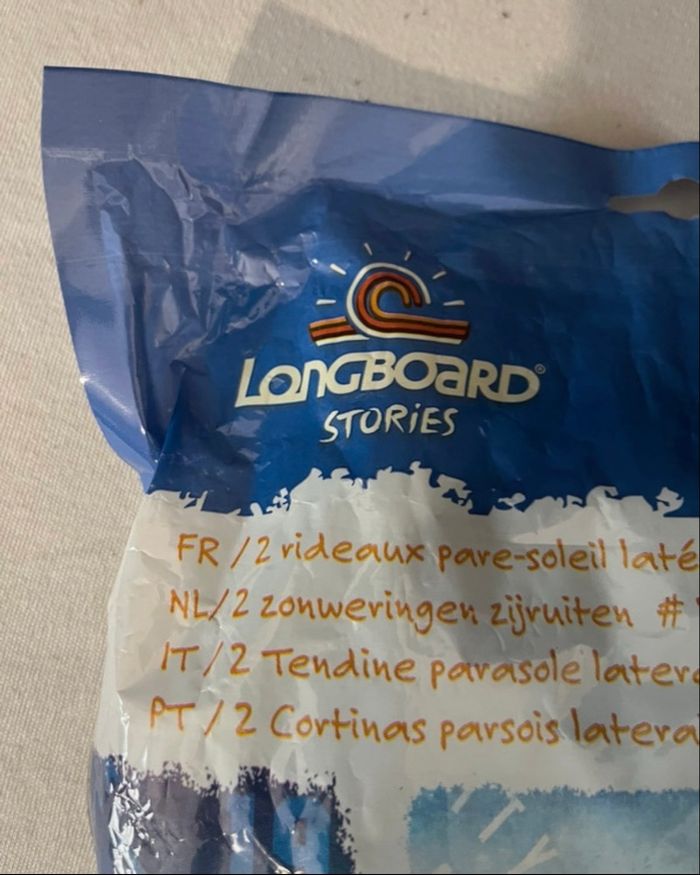 LONGBOARD®
STORiES
FR / 2 rideaux pare-soleil laté
NL/2 zonweringen zijruiten #
IT / 2 Tendine parasole latera
PT / 2 Cortinas parsois latera